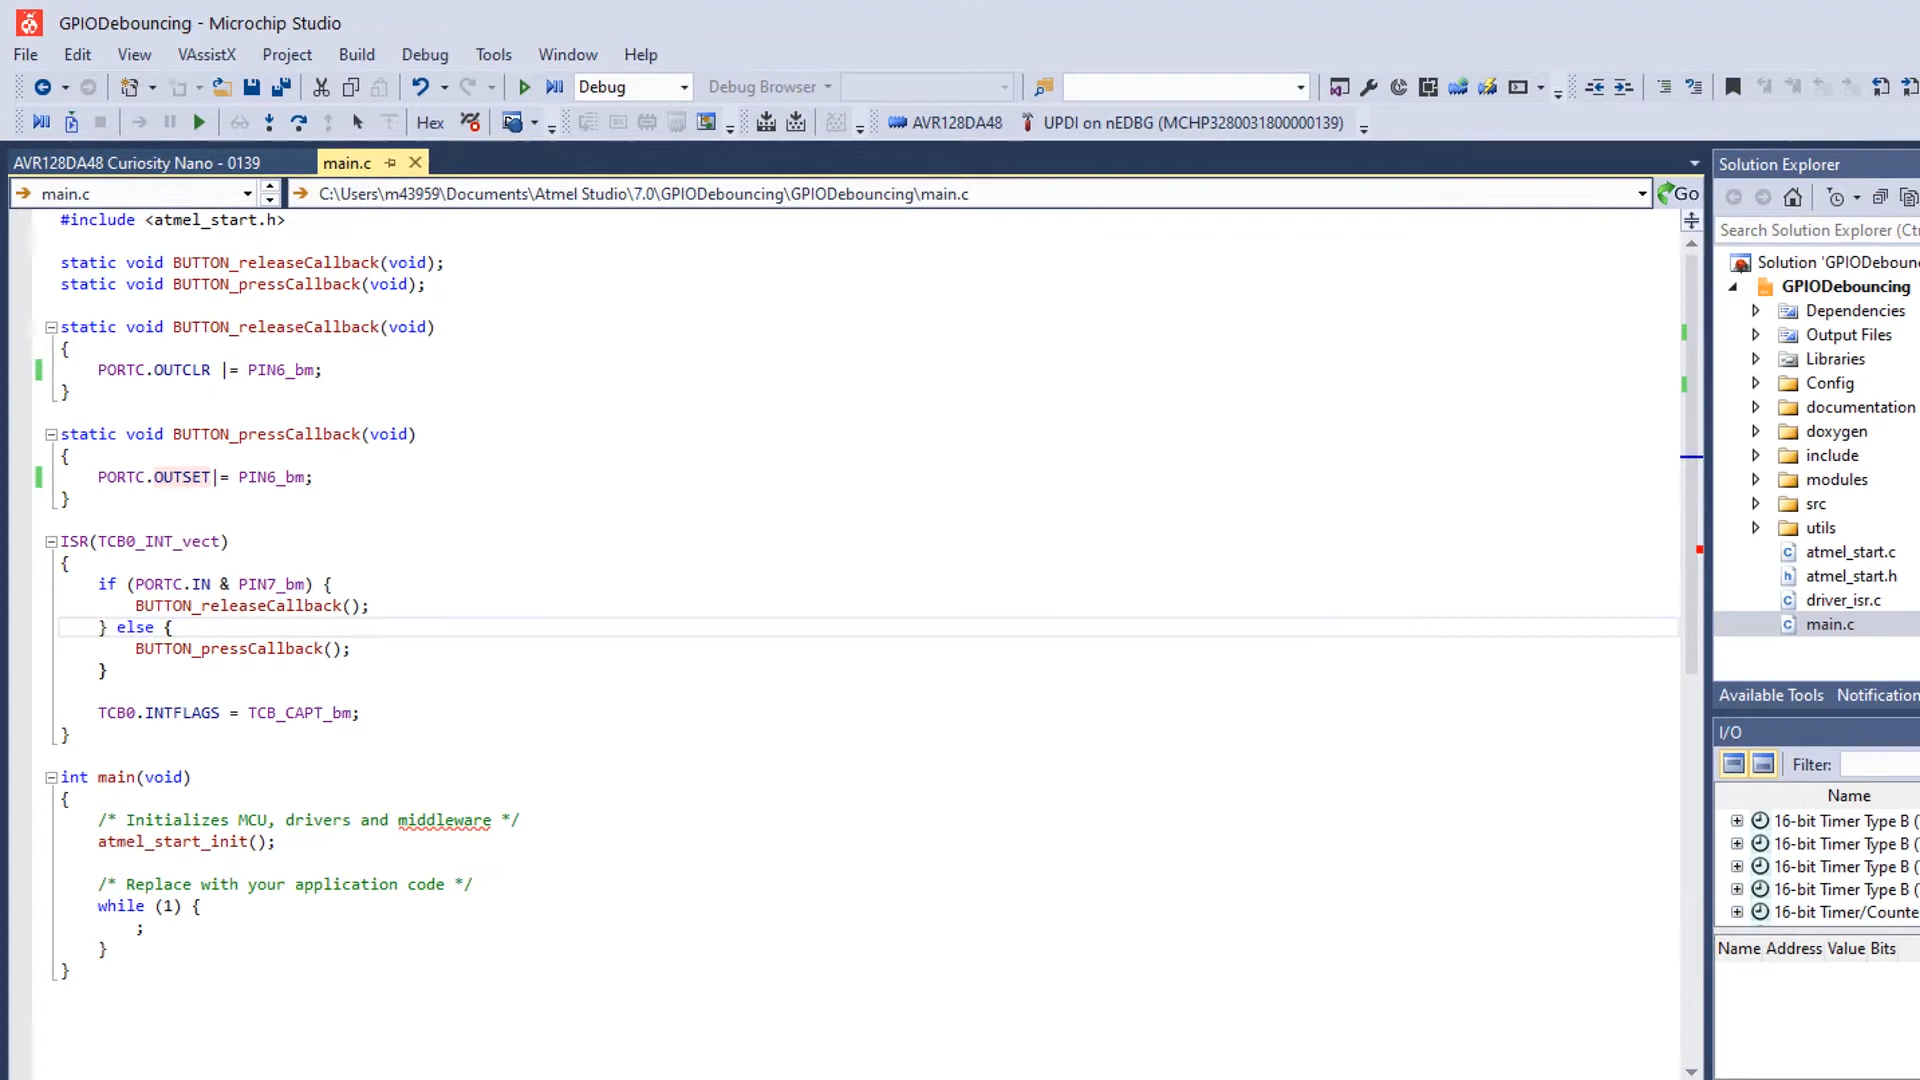 GPIODebouncing - Microchip Studio
File Edit View VAssistX Project Build Debug Tools Window Help
Debug Debug Browser
Hex AVR128DA48 UPDI on nEDBG (MCHP3280031800000139)
AVR128DA48 Curiosity Nano - 0139 main.c
main.c C:\Users\m43959\Documents\Atmel Studio\7.0\GPIODebouncing\GPIODebouncing\main.c Go
#include <atmel_start.h>
static void BUTTON_releaseCallback(void);
static void BUTTON_pressCallback(void);
static void BUTTON_releaseCallback(void)
{
PORTC.OUTCLR |= PIN6_bm;
}
static void BUTTON_pressCallback(void)
{
PORTC.OUTSET|= PIN6_bm;
}
ISR(TCB0_INT_vect)
{
if (PORTC.IN & PIN7_bm) {
BUTTON_releaseCallback();
} else {
BUTTON_pressCallback();
}
TCB0.INTFLAGS = TCB_CAPT_bm;
}
int main(void)
{
/* Initializes MCU, drivers and middleware */
atmel_start_init();
/* Replace with your application code */
while (1) {
;
}
}
Solution Explorer
Search Solution Explorer (Ctr
Solution 'GPIODeboun
GPIODebouncing
Dependencies
Output Files
Libraries
Config
documentation
doxygen
include
modules
src
utils
atmel_start.c
atmel_start.h
driver_isr.c
main.c
Available Tools Notification
I/O
Filter:
Name
16-bit Timer Type B (
16-bit Timer Type B (
16-bit Timer Type B (
16-bit Timer Type B (
16-bit Timer/Counte
Name Address Value Bits